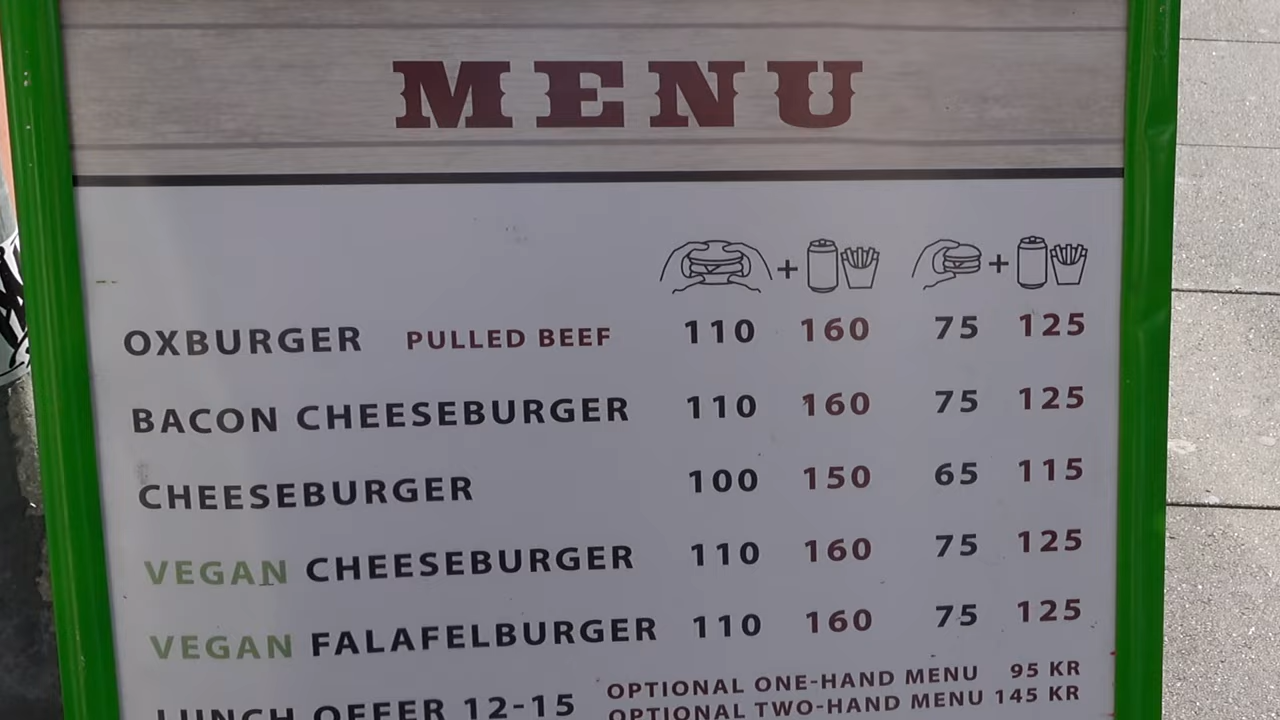 MENU
+ +
OXBURGER PULLED BEEF 110 160 75 125
BACON CHEESEBURGER 110 160 75 125
CHEESEBURGER 100 150 65 115
VEGAN CHEESEBURGER 110 160 75 125
VEGAN FALAFELBURGER 110 160 75 125
LUNCH OFFER 12-15 OPTIONAL ONE-HAND MENU 95 KR
OPTIONAL TWO-HAND MENU 145 KR